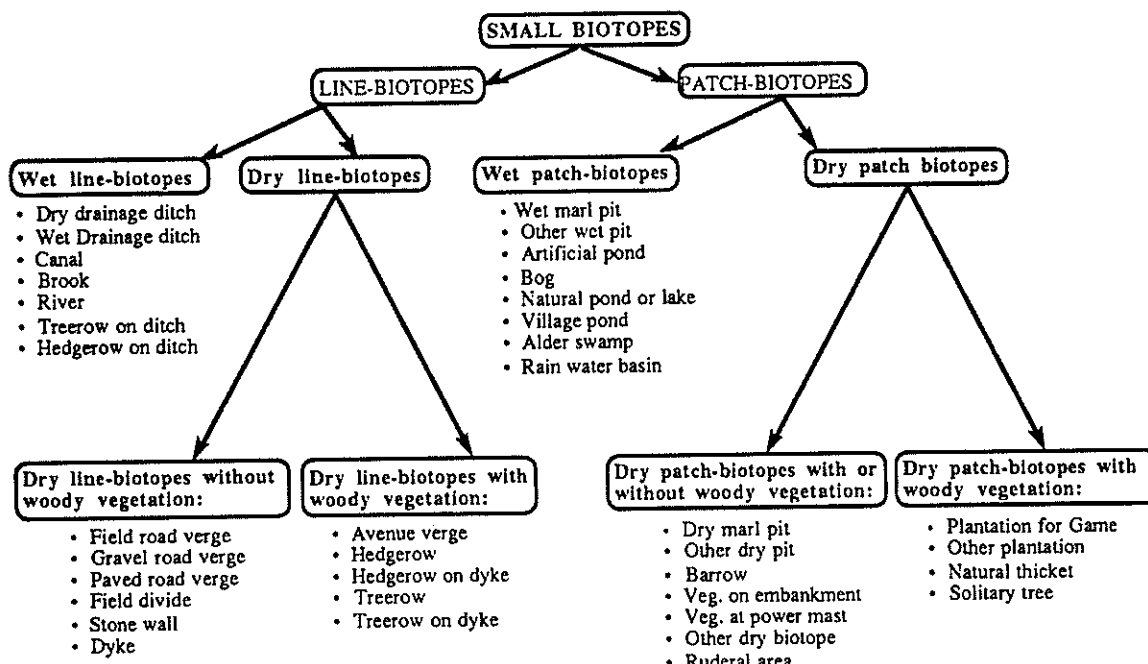 SMALL BIOTOPES
LINE-BIOTOPES
PATCH-BIOTOPES
Wet line-biotopes
• Dry drainage ditch
• Wet Drainage ditch
• Canal
• Brook
• River
• Treerow on ditch
• Hedgerow on ditch
Dry line-biotopes
Wet patch-biotopes
• Wet marl pit
• Other wet pit
• Artificial pond
• Bog
• Natural pond or lake
• Village pond
• Alder swamp
• Rain water basin
Dry patch biotopes
Dry line-biotopes without
woody vegetation:
• Field road verge
• Gravel road verge
• Paved road verge
• Field divide
• Stone wall
• Dyke
Dry line-biotopes with
woody vegetation:
• Avenue verge
• Hedgerow
• Hedgerow on dyke
• Treerow
• Treerow on dyke
Dry patch-biotopes with or
without woody vegetation:
• Dry marl pit
• Other dry pit
• Barrow
• Veg. on embankment
• Veg. at power mast
• Other dry biotope
• Ruderal area
Dry patch-biotopes with
woody vegetation:
• Plantation for Game
• Other plantation
• Natural thicket
• Solitary tree